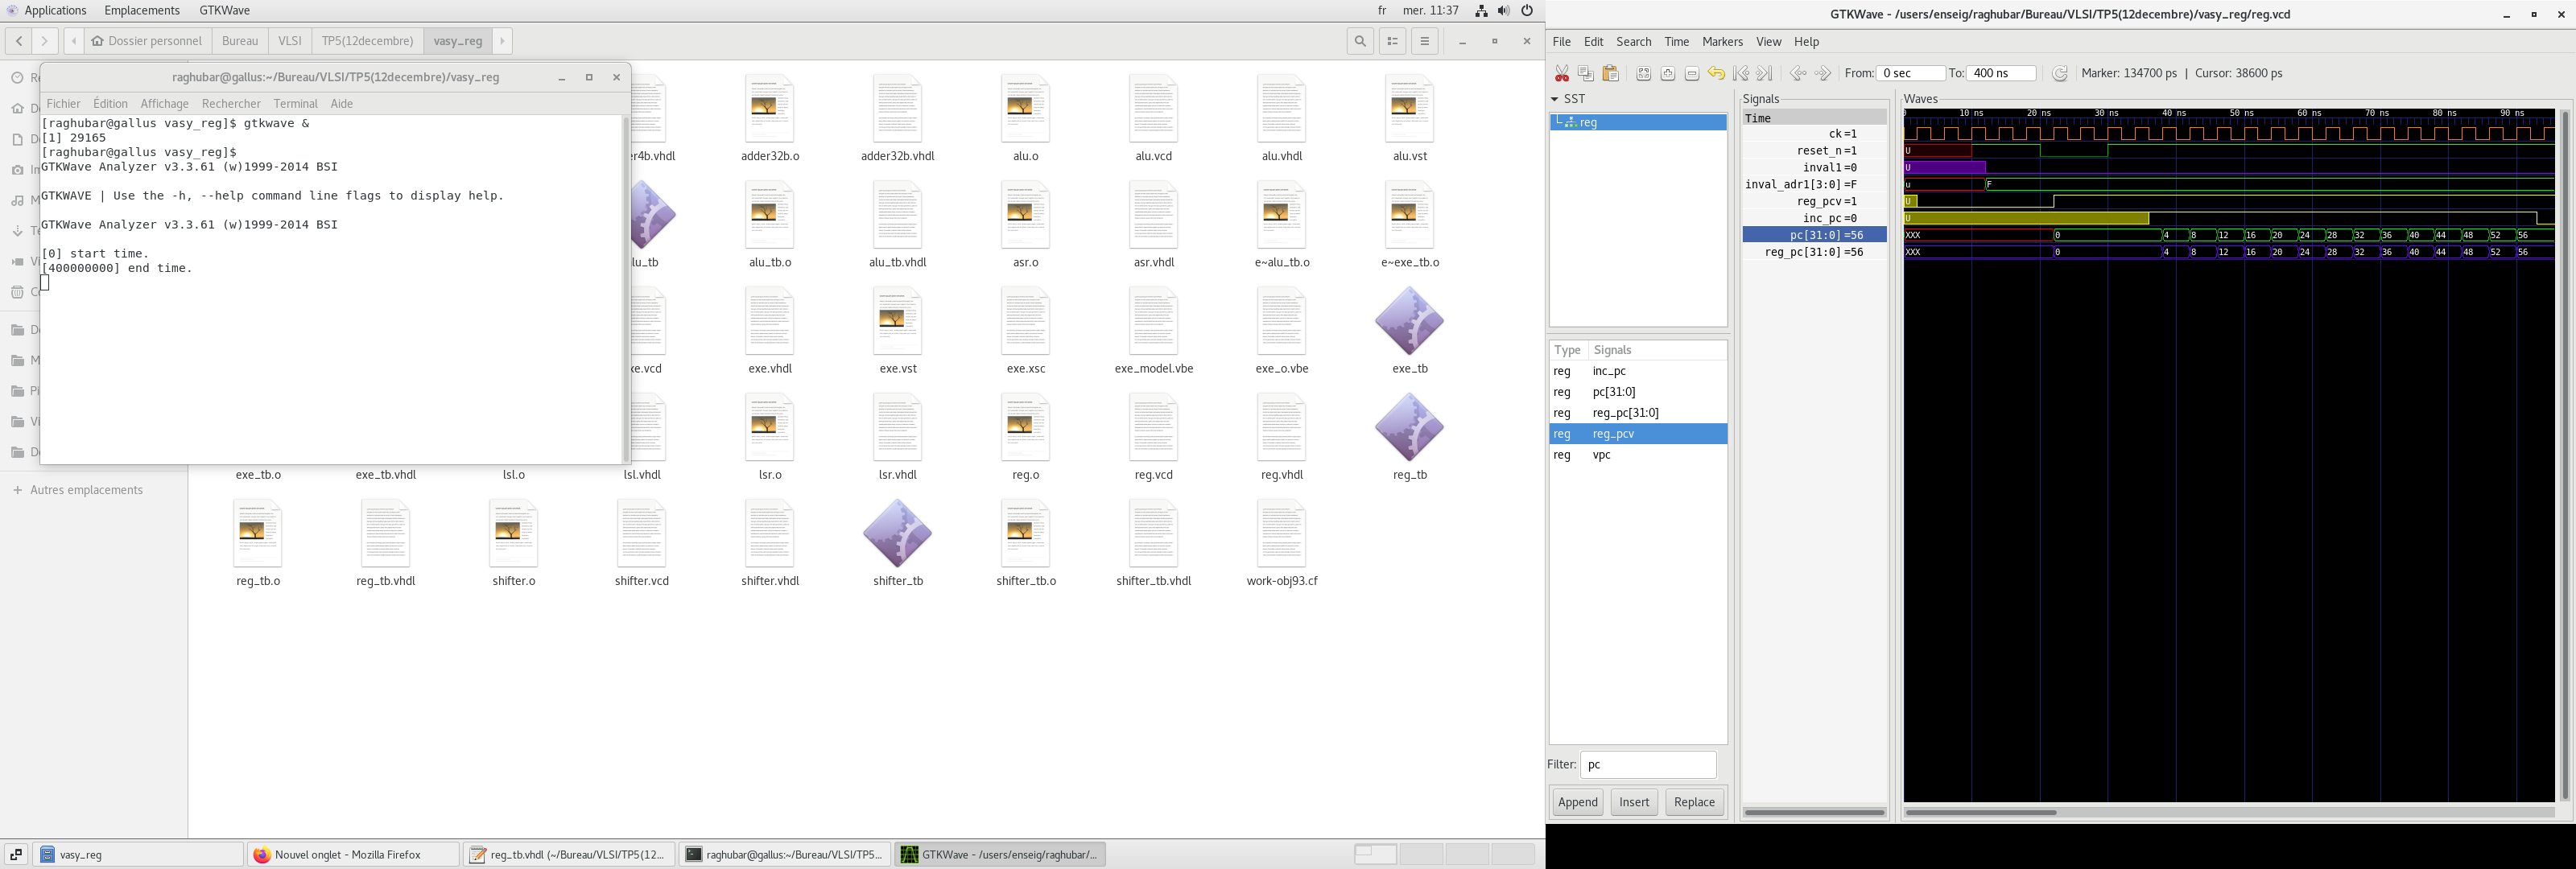 Applications Emplacements GTKWave fr mer. 11:37
Dossier personnel Bureau VLSI TP5(12decembre) vasy_reg
raghubar@gallus:~/Bureau/VLSI/TP5(12decembre)/vasy_reg
Fichier Édition Affichage Rechercher Terminal Aide
[raghubar@gallus vasy_reg]$ gtkwave &
[1] 29165
[raghubar@gallus vasy_reg]$
GTKWave Analyzer v3.3.61 (w)1999-2014 BSI
GTKWAVE | Use the -h, --help command line flags to display help.
GTKWave Analyzer v3.3.61 (w)1999-2014 BSI
[0] start time.
[400000000] end time.
Autres emplacements
er4b.vhdl adder32b.o adder32b.vhdl alu.o alu.vcd alu.vhdl alu.vst
lu_tb alu_tb.o alu_tb.vhdl asr.o asr.vhdl e~alu_tb.o e~exe_tb.o
xe.vcd exe.vhdl exe.vst exe.xsc exe_model.vbe exe_o.vbe exe_tb
exe_tb.o exe_tb.vhdl lsl.o lsl.vhdl lsr.o lsr.vhdl reg.o reg.vcd reg.vhdl reg_tb
reg_tb.o reg_tb.vhdl shifter.o shifter.vcd shifter.vhdl shifter_tb shifter_tb.o shifter_tb.vhdl work-obj93.cf
vasy_reg Nouvel onglet - Mozilla Firefox reg_tb.vhdl (~/Bureau/VLSI/TP5(12... raghubar@gallus:~/Bureau/VLSI/TP5... GTKWave - /users/enseig/raghubar/...
GTKWave - /users/enseig/raghubar/Bureau/VLSI/TP5(12decembre)/vasy_reg/reg.vcd
File Edit Search Time Markers View Help
From: 0 sec To: 400 ns Marker: 134700 ps | Cursor: 38600 ps
SST
reg
Type Signals
reg inc_pc
reg pc[31:0]
reg reg_pc[31:0]
reg reg_pcv
reg vpc
Filter: pc
Append Insert Replace
Signals
Time
ck=1
reset_n=1
inval1=0
inval_adr1[3:0]=F
reg_pcv=1
inc_pc=0
pc[31:0]=56
reg_pc[31:0]=56
Waves
0 10 ns 20 ns 30 ns 40 ns 50 ns 60 ns 70 ns 80 ns 90 ns
U
U
u F
U
U
XXX 0 4 8 12 16 20 24 28 32 36 40 44 48 52 56
XXX 0 4 8 12 16 20 24 28 32 36 40 44 48 52 56